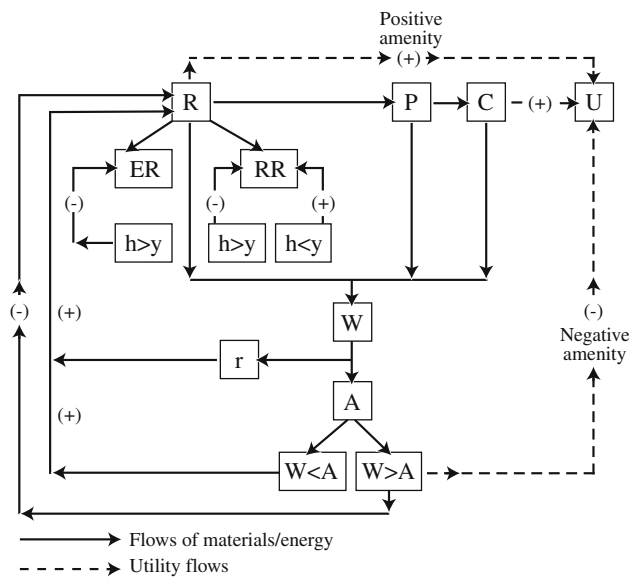 Positive
amenity
(+)
R
P
C
(+)
U
ER
RR
(-)
(-)
(+)
h>y
h>y
h<y
(-)
(+)
W
(-)
Negative
amenity
r
A
(+)
W<A
W>A
Flows of materials/energy
Utility flows